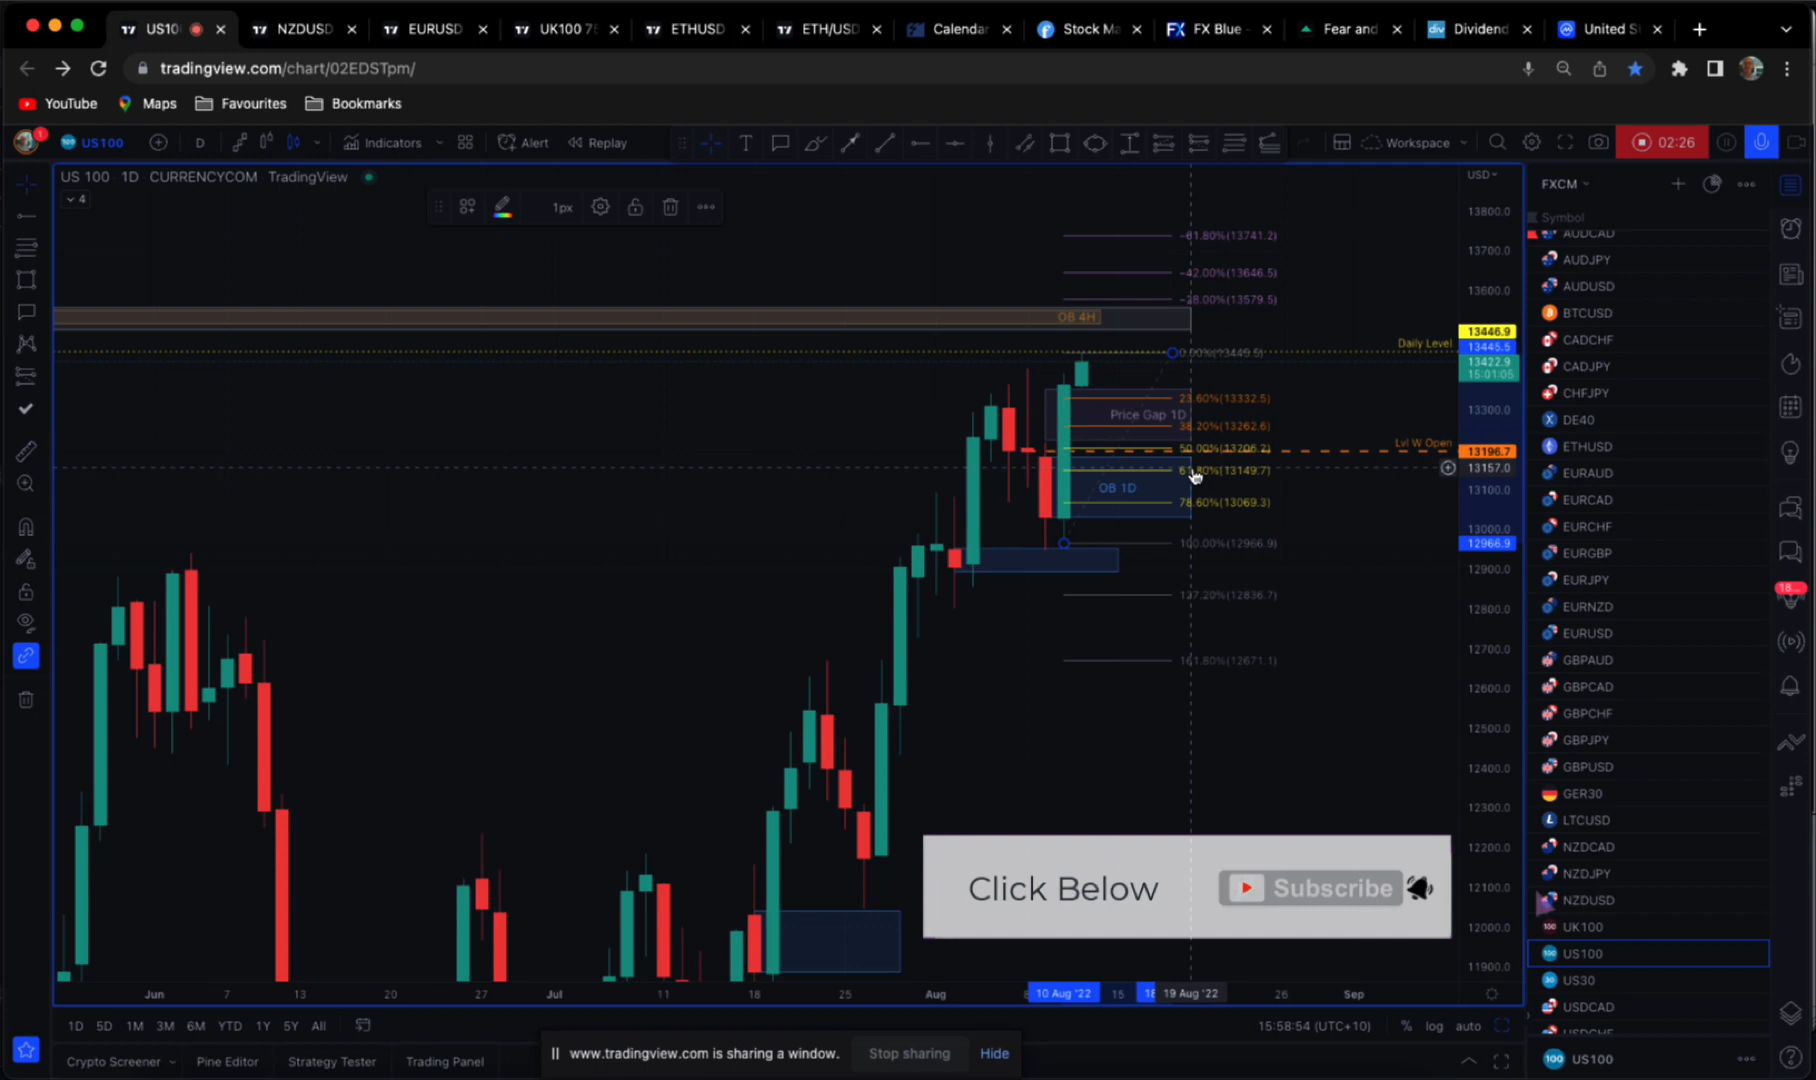 US10
NZDUSD
EURUSD
UK100 75
ETHUSD
ETH/USD
Calendar
Stock Ma
FX Blue -
Fear and
Dividend
United S
tradingview.com/chart/02EDSTpm/
YouTube
Maps
Favourites
Bookmarks
1
US100
D
Indicators
Alert
Replay
Workspace
02:26
US 100 1D CURRENCYCOM TradingView
4
1px
USD
13800.0
13700.0
13600.0
13446.9
13445.5
13422.9
15:01:05
13300.0
13196.7
13157.0
13100.0
13000.0
12966.9
12900.0
12800.0
12700.0
12600.0
12500.0
12400.0
12300.0
12200.0
12100.0
12000.0
11900.0
-61.80%(13741.2)
-42.00%(13646.5)
-28.00%(13579.5)
OB 4H
Daily Level
0.00%(13445.5)
23.60%(13332.5)
Price Gap 1D
38.20%(13262.6)
Lvl W Open
50.00%(13206.2)
61.80%(13149.7)
OB 1D
78.60%(13069.3)
100.00%(12966.9)
127.20%(12836.7)
161.80%(12671.1)
Click Below
Subscribe
Jun
7
13
20
27
Jul
11
18
25
Aug
8
10 Aug '22
15
18
19 Aug '22
26
Sep
1D
5D
1M
3M
6M
YTD
1Y
5Y
All
15:58:54 (UTC+10)
%
log
auto
Crypto Screener
Pine Editor
Strategy Tester
Trading Panel
www.tradingview.com is sharing a window.
Stop sharing
Hide
FXCM
Symbol
AUDCAD
AUDJPY
AUDUSD
BTCUSD
CADCHF
CADJPY
CHFJPY
DE40
ETHUSD
EURAUD
EURCAD
EURCHF
EURGBP
EURJPY
EURNZD
EURUSD
GBPAUD
GBPCAD
GBPCHF
GBPJPY
GBPUSD
GER30
LTCUSD
NZDCAD
NZDJPY
NZDUSD
UK100
US100
US30
USDCAD
USDCHF
US100
18...